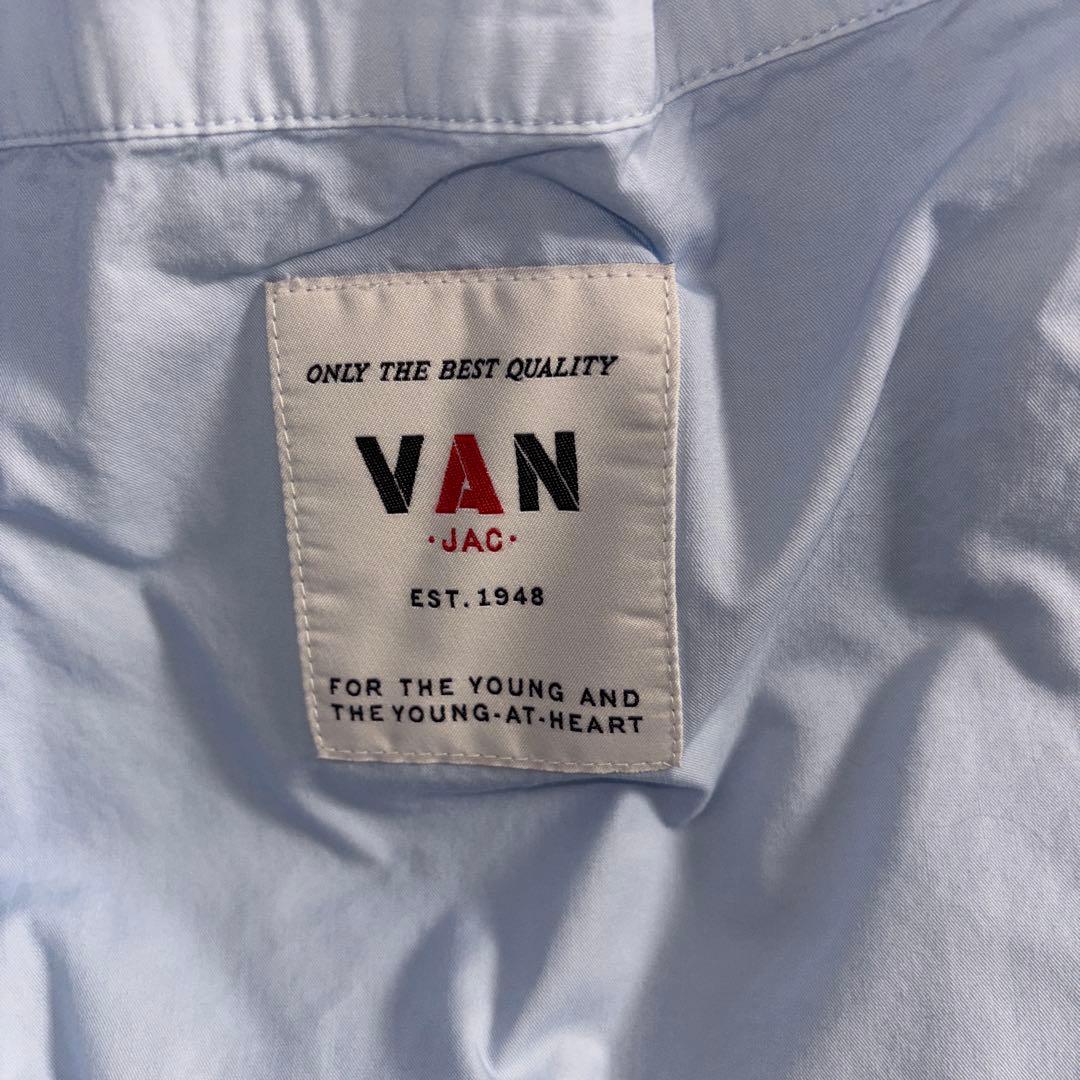 ONLY THE BEST QUALITY
VAN
·JAC·
EST. 1948
FOR THE YOUNG AND
THE YOUNG-AT-HEART